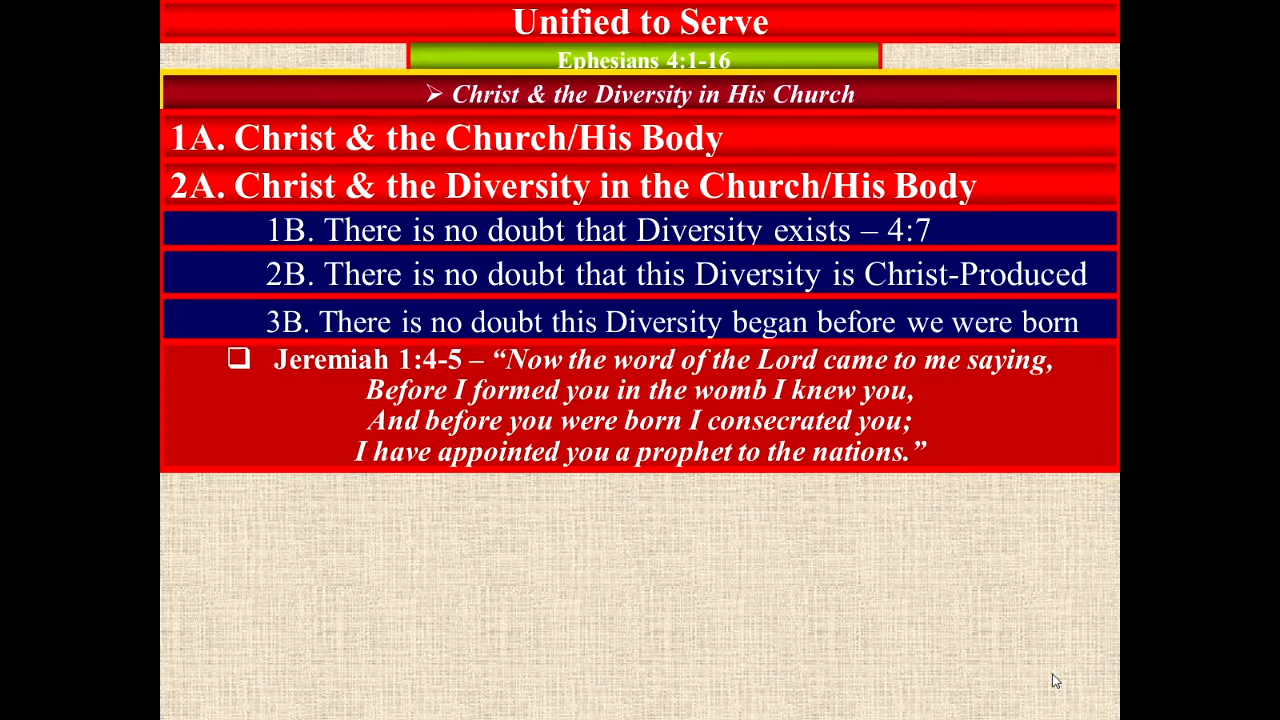 Unified to Serve
Ephesians 4:1-16
➢ Christ & the Diversity in His Church
1A. Christ & the Church/His Body
2A. Christ & the Diversity in the Church/His Body
1B. There is no doubt that Diversity exists – 4:7
2B. There is no doubt that this Diversity is Christ-Produced
3B. There is no doubt this Diversity began before we were born
❑ Jeremiah 1:4-5 – “Now the word of the Lord came to me saying,
Before I formed you in the womb I knew you,
And before you were born I consecrated you;
I have appointed you a prophet to the nations.”